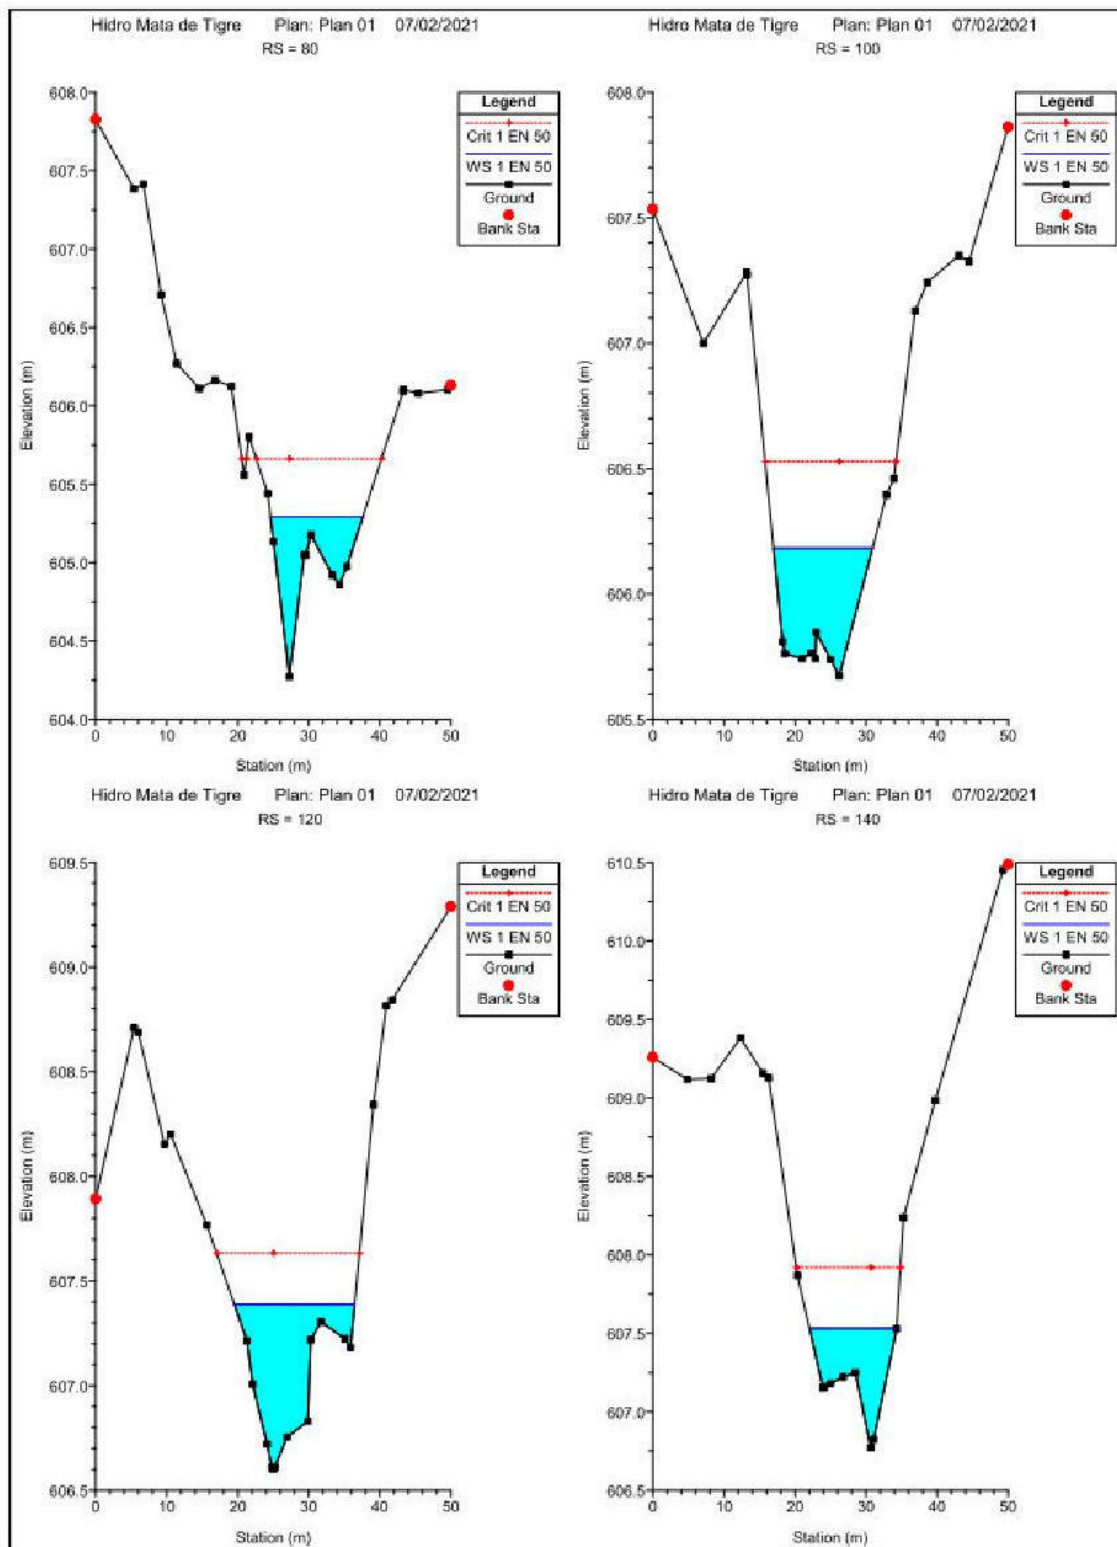 Hidro Mata de Tigre Plan: Plan 01 07/02/2021
RS = 80
608.0
607.5
607.0
606.5
606.0
605.5
605.0
604.5
604.0
Elevation (m)
0 10 20 30 40 50
Station (m)
Legend
Crit 1 EN 50
WS 1 EN 50
Ground
Bank Sta
Hidro Mata de Tigre Plan: Plan 01 07/02/2021
RS = 100
608.0
607.5
607.0
606.5
606.0
605.5
Elevation (m)
0 10 20 30 40 50
Station (m)
Legend
Crit 1 EN 50
WS 1 EN 50
Ground
Bank Sta
Hidro Mata de Tigre Plan: Plan 01 07/02/2021
RS = 120
609.5
609.0
608.5
608.0
607.5
607.0
606.5
Elevation (m)
0 10 20 30 40 50
Station (m)
Legend
Crit 1 EN 50
WS 1 EN 50
Ground
Bank Sta
Hidro Mata de Tigre Plan: Plan 01 07/02/2021
RS = 140
610.5
610.0
609.5
609.0
608.5
608.0
607.5
607.0
606.5
Elevation (m)
0 10 20 30 40 50
Station (m)
Legend
Crit 1 EN 50
WS 1 EN 50
Ground
Bank Sta